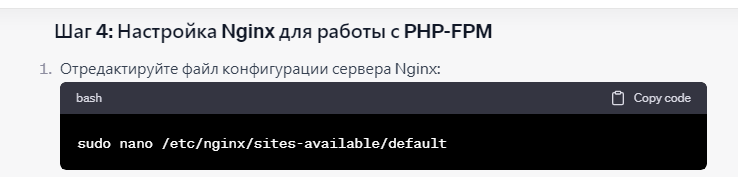 Шаг 4: Настройка Nginx для работы с PHP-FPM
1. Отредактируйте файл конфигурации сервера Nginx:
bash Copy code
sudo nano /etc/nginx/sites-available/default